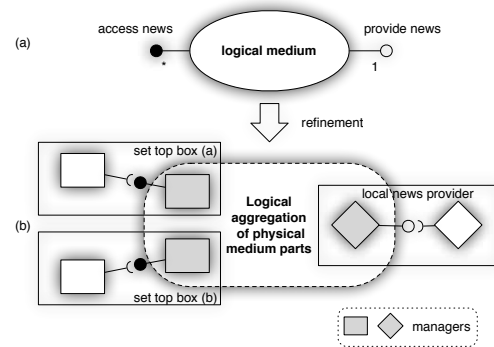 access news
provide news
(a)
logical medium
*
1
refinement
set top box (a)
local news provider
Logical
aggregation
of physical
medium parts
(b)
set top box (b)
managers